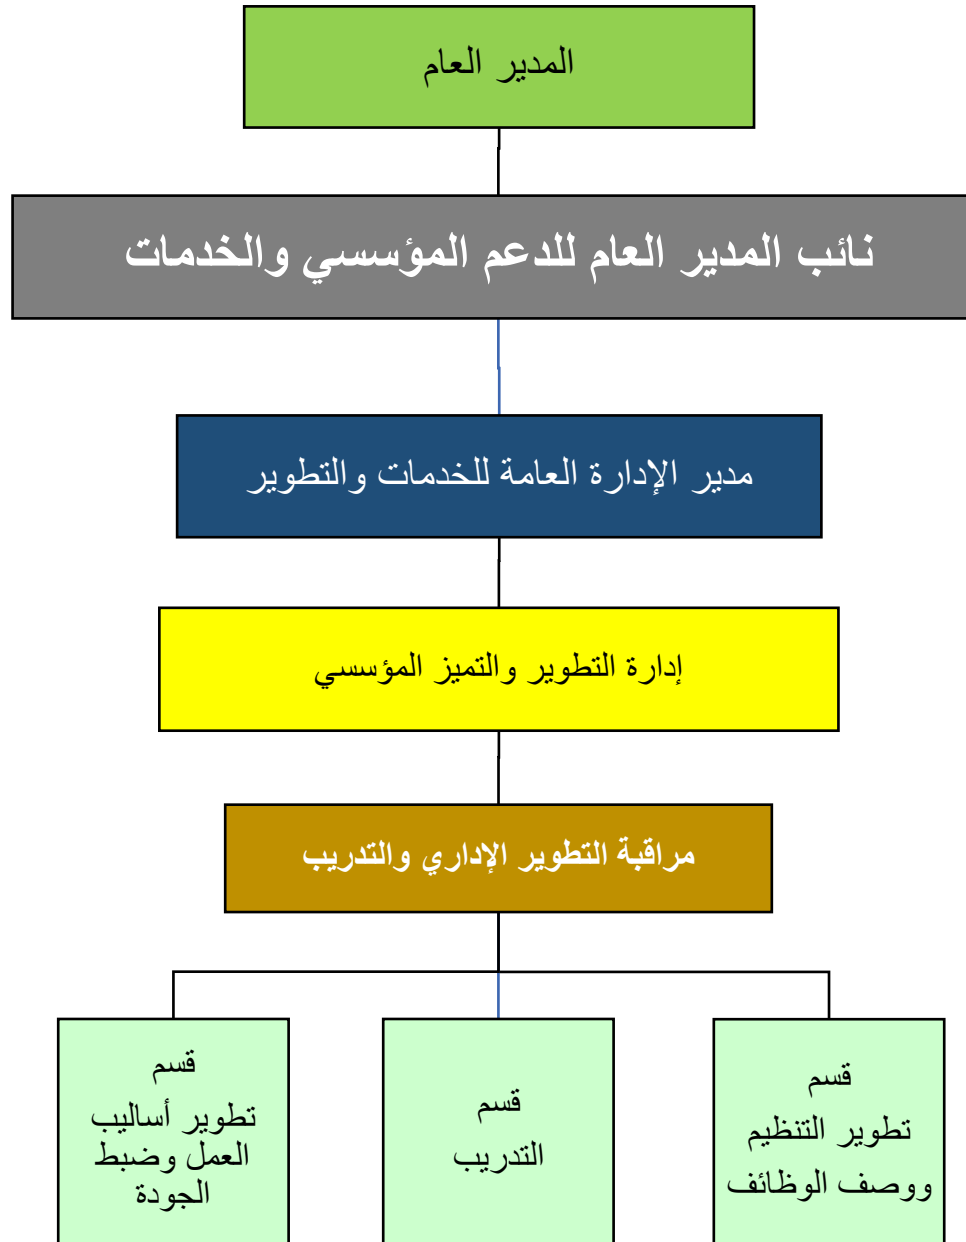 المدير العام
نائب المدير العام للدعم المؤسسي والخدمات
مدير الإدارة العامة للخدمات والتطوير
إدارة التطوير والتميز المؤسسي
مراقبة التطوير الإداري والتدريب
قسم
تطوير التنظيم
ووصف الوظائف
قسم
التدريب
قسم
تطوير أساليب
العمل وضبط
الجودة